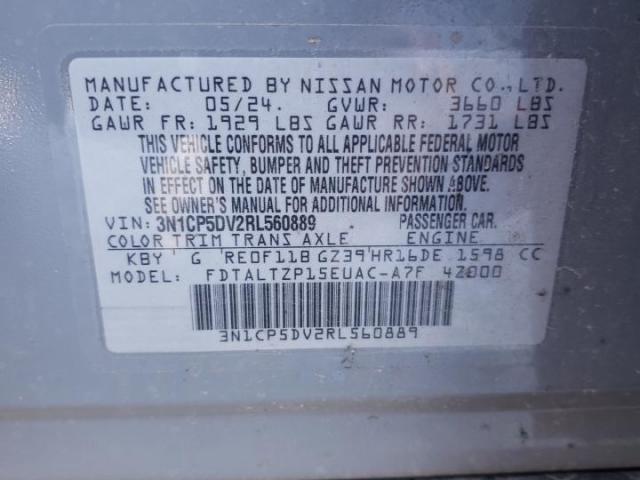 MANUFACTURED BY NISSAN MOTOR CO., LTD.
DATE: 05/24. GVWR: 3660 LBS
GAWR FR: 1929 LBS GAWR RR: 1731 LBS
THIS VEHICLE CONFORMS TO ALL APPLICABLE FEDERAL MOTOR
VEHICLE SAFETY, BUMPER AND THEFT PREVENTION STANDARDS
IN EFFECT ON THE DATE OF MANUFACTURE SHOWN ABOVE.
SEE OWNER'S MANUAL FOR ADDITIONAL INFORMATION
VIN: 3N1CP5DV2RL560889 PASSENGER CAR.
COLOR TRIM TRANS AXLE ENGINE
KBY G RE0F11B GZ39 HR16DE 1598 CC
MODEL: FDTALTZP15EUAC-A7F 42000
3N1CP5DV2RL560889